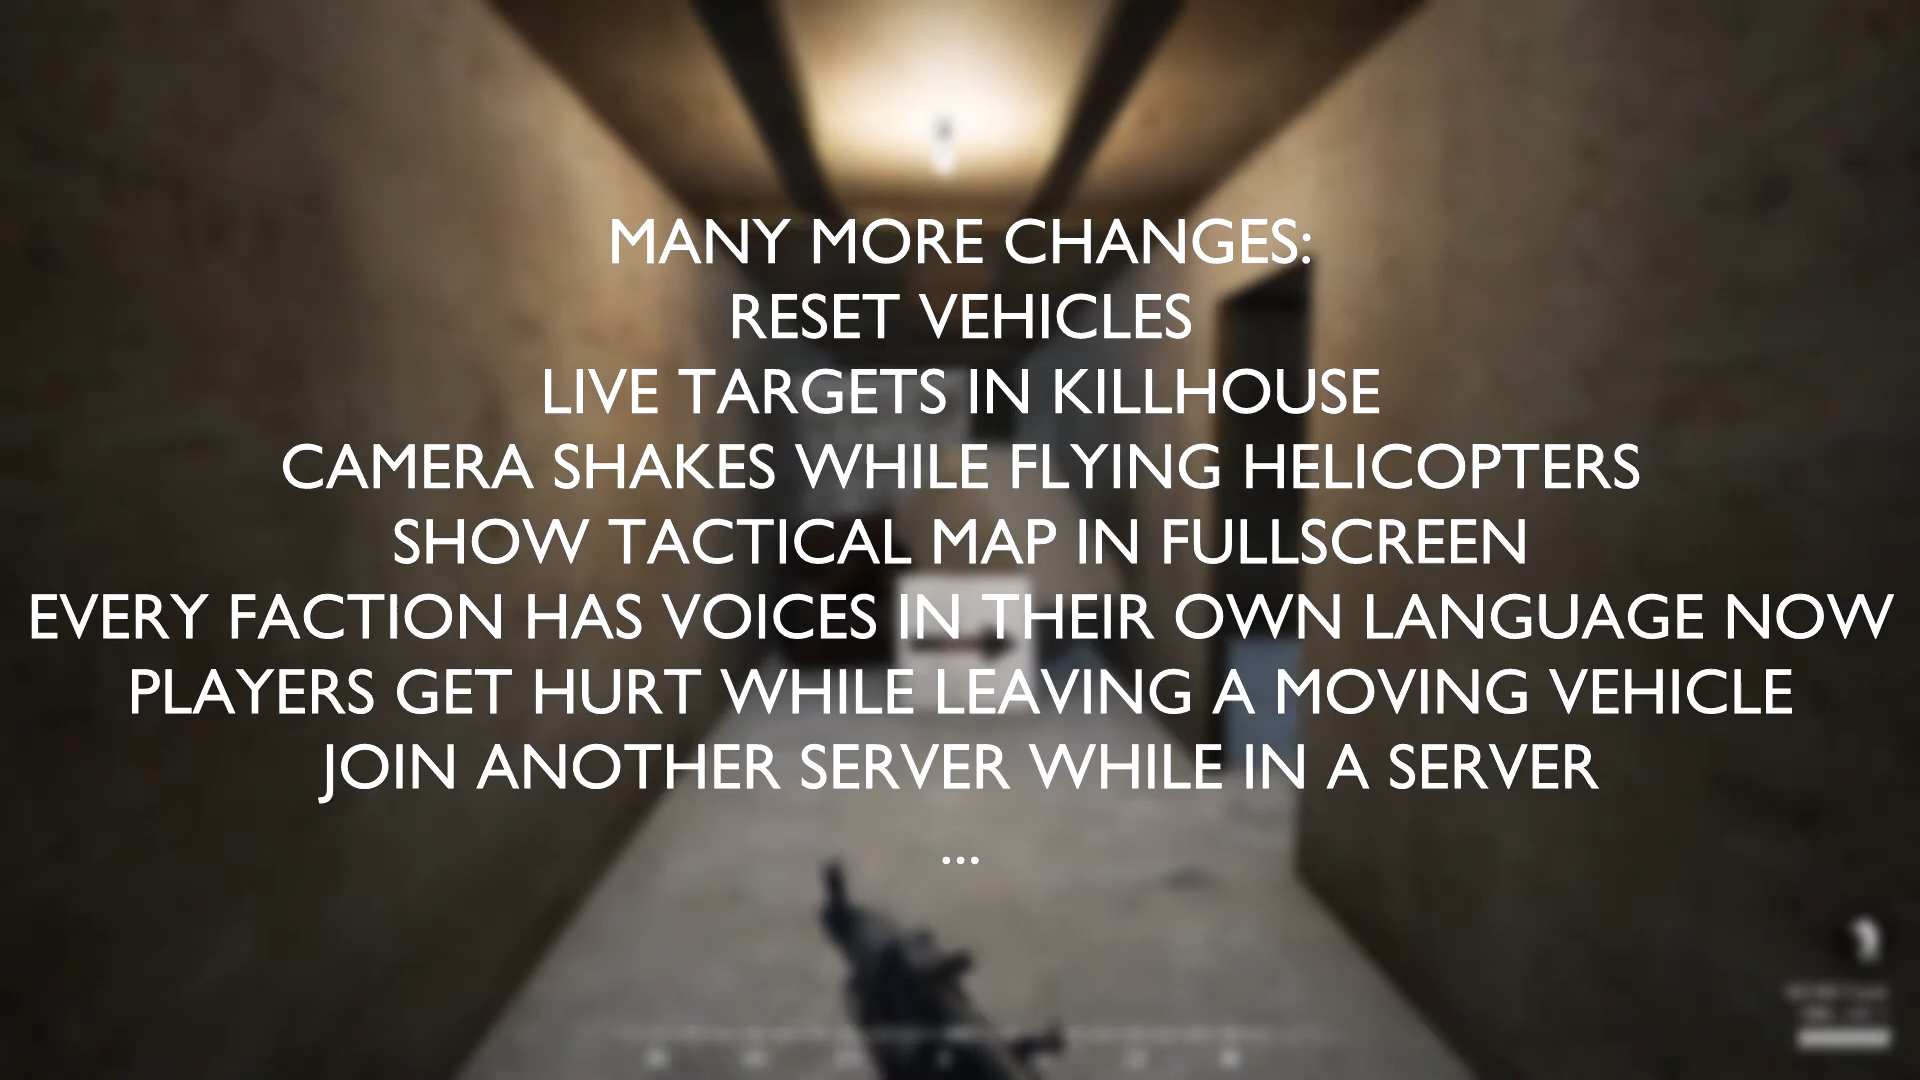 MANY MORE CHANGES:
RESET VEHICLES
LIVE TARGETS IN KILLHOUSE
CAMERA SHAKES WHILE FLYING HELICOPTERS
SHOW TACTICAL MAP IN FULLSCREEN
EVERY FACTION HAS VOICES IN THEIR OWN LANGUAGE NOW
PLAYERS GET HURT WHILE LEAVING A MOVING VEHICLE
JOIN ANOTHER SERVER WHILE IN A SERVER
...